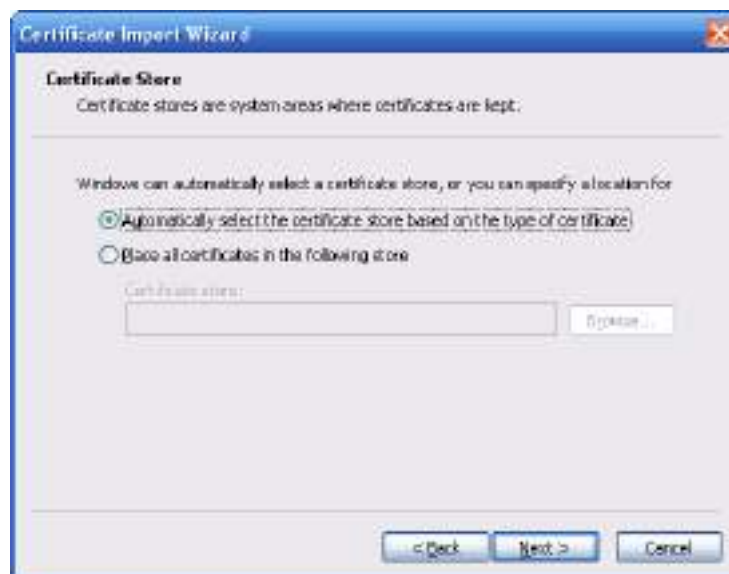 Certificate Import Wizard
Certificate Store
Certificate stores are system areas where certificates are kept.
Windows can automatically select a certificate store, or you can specify a location for
Automatically select the certificate store based on the type of certificate
Place all certificates in the following store
Certificate store:
Browse...
< Back
Next >
Cancel